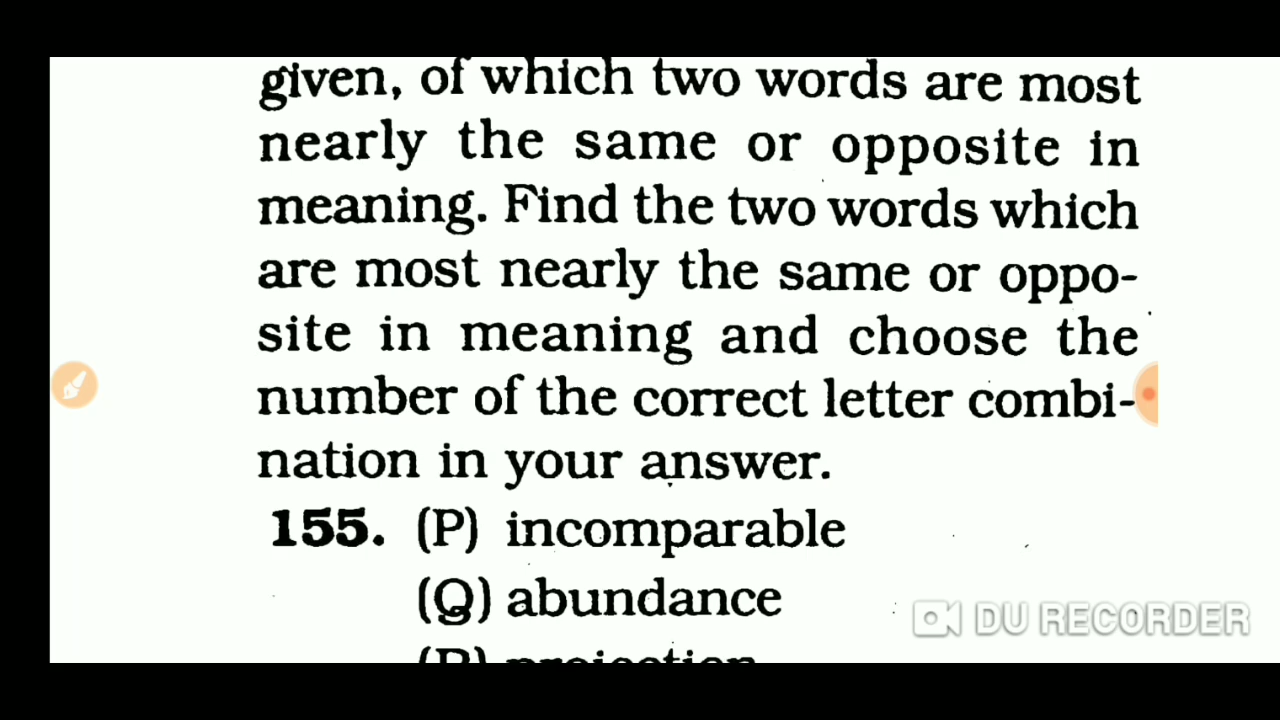 given, of which two words are most
nearly the same or opposite in
meaning. Find the two words which
are most nearly the same or oppo-
site in meaning and choose the
number of the correct letter combi-
nation in your answer.
155. (P) incomparable
(Q) abundance
DU RECORDER